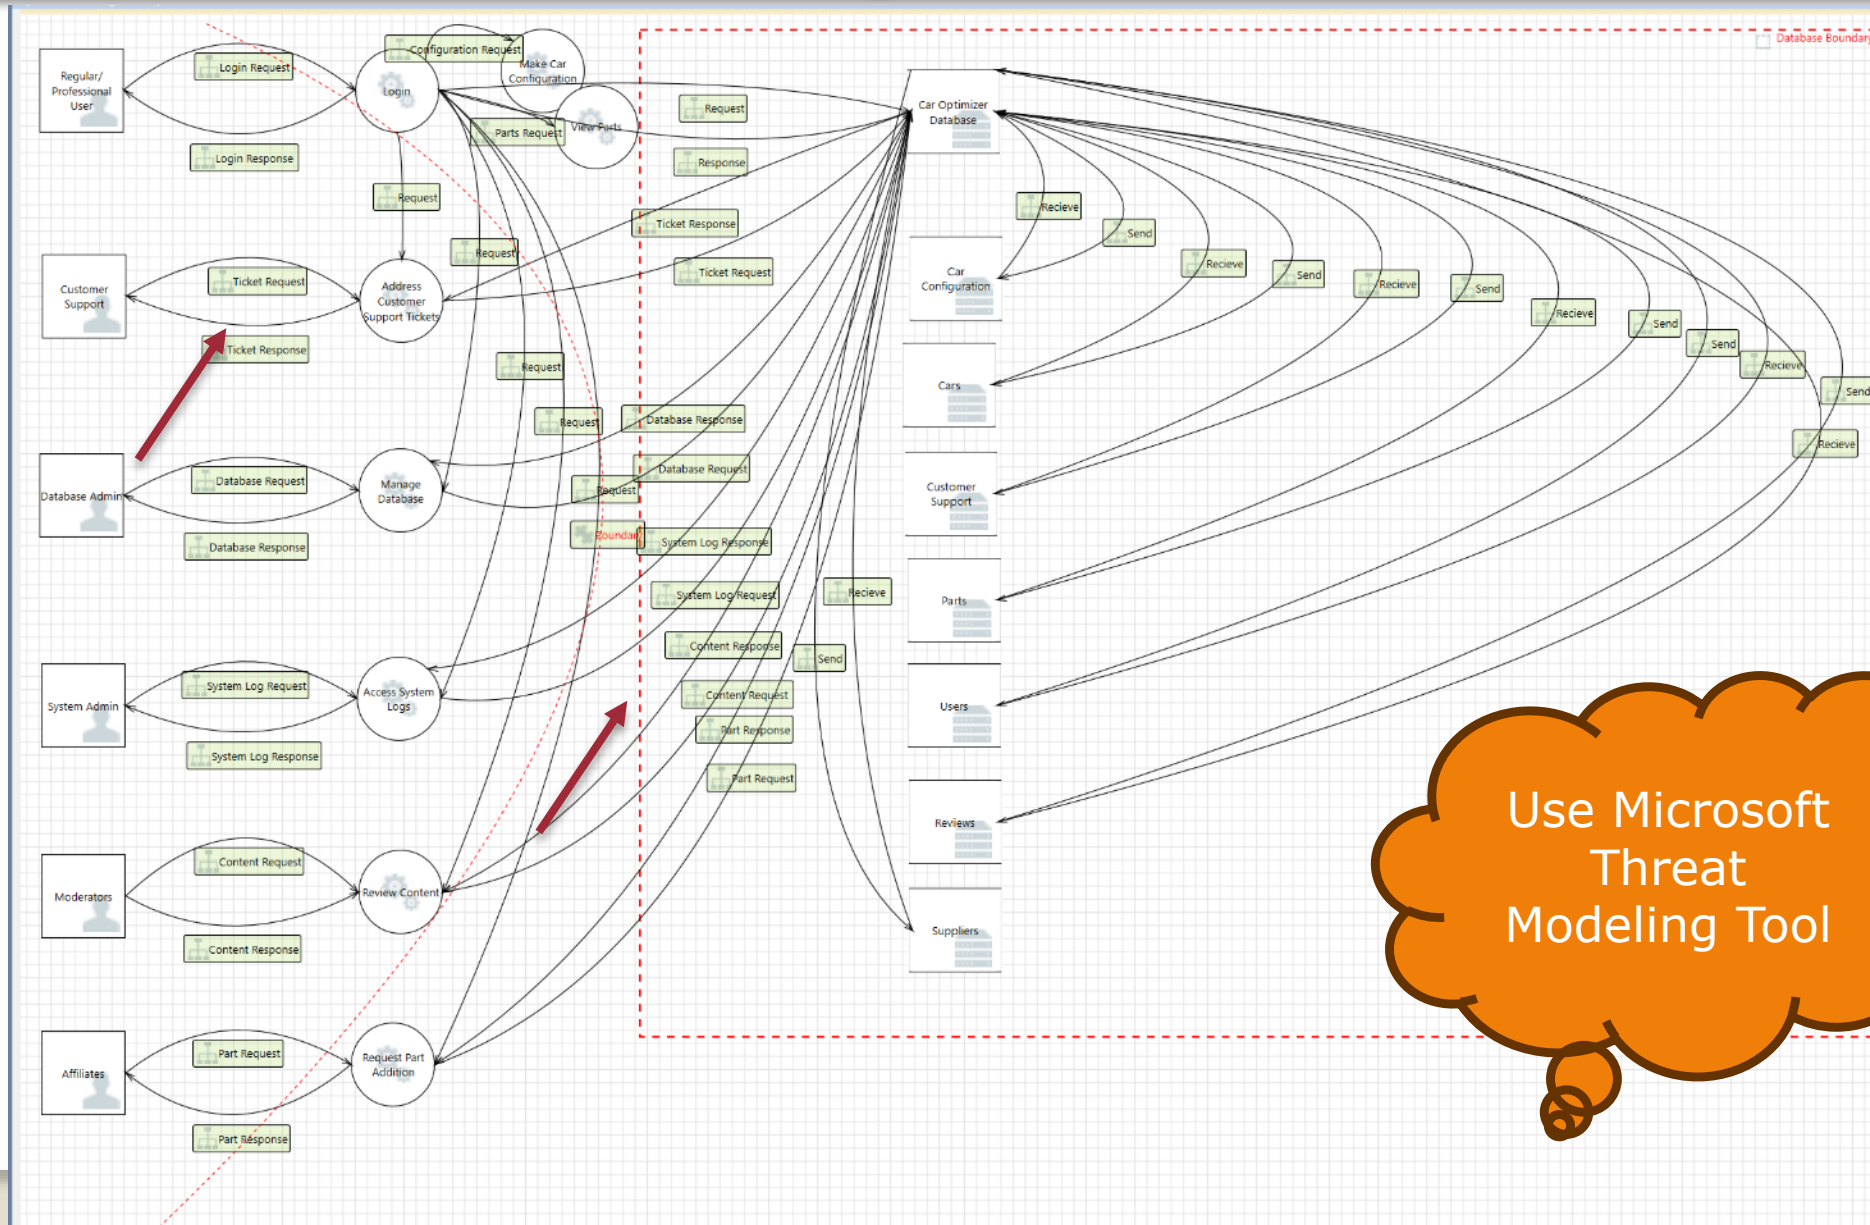 Database Boundary
Regular/
Professional
User
Login Request
Login Response
Login
Configuration Request
Make Car
Configuration
Parts Request
View Parts
Request
Response
Car Optimizer
Database
Request
Request
Ticket Response
Ticket Request
Recieve
Send
Recieve
Send
Recieve
Send
Recieve
Send
Send
Recieve
Send
Recieve
Customer
Support
Ticket Request
Ticket Response
Address
Customer
Support Tickets
Car
Configuration
Request
Request
Database Response
Database Request
Request
Cars
Database Admin
Database Request
Database Response
Manage
Database
Customer
Support
Boundary
System Log Response
System Log Request
Recieve
Content Response
Send
Parts
System Admin
System Log Request
System Log Response
Access System
Logs
Content Request
Part Response
Part Request
Users
Reviews
Moderators
Content Request
Content Response
Review Content
Suppliers
Affiliates
Part Request
Part Response
Request Part
Addition
Use Microsoft
Threat
Modeling Tool